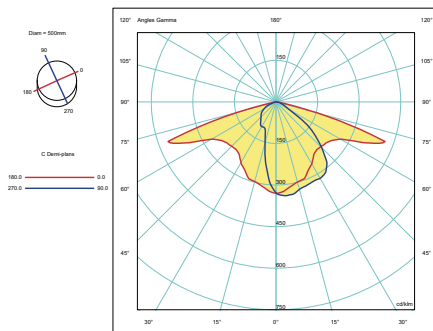 Diam = 500mm
90
0
180
270
C Demi-plane
180.0 0.0
270.0 90.0
120° Angles Gamma 180° 120°
105° 150 105°
90° 90°
75° 150 75°
60° 300 60°
45° 450 45°
600
750 cd/klm
30° 15° 0° 15° 30°